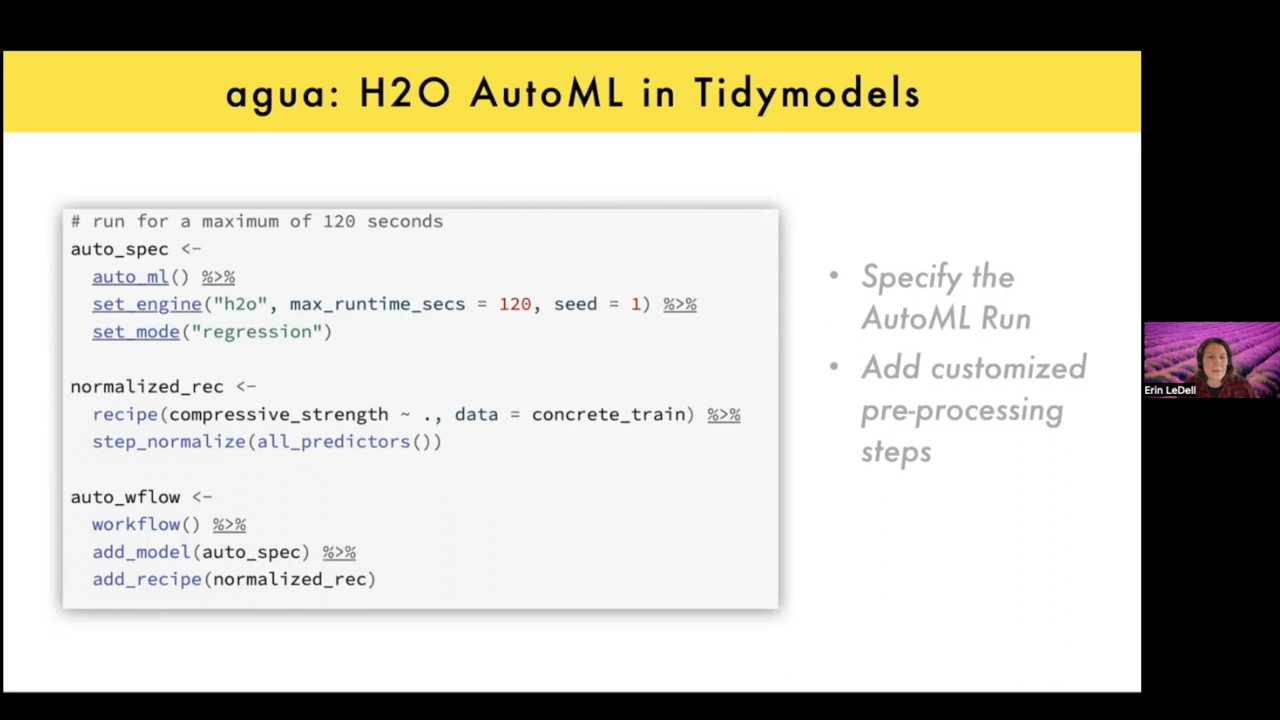 agua: H2O AutoML in Tidymodels
# run for a maximum of 120 seconds
auto_spec <-
  auto_ml() %>%
  set_engine("h2o", max_runtime_secs = 120, seed = 1) %>%
  set_mode("regression")
normalized_rec <-
  recipe(compressive_strength ~ ., data = concrete_train) %>%
  step_normalize(all_predictors())
auto_wflow <-
  workflow() %>%
  add_model(auto_spec) %>%
  add_recipe(normalized_rec)
• Specify the
AutoML Run
• Add customized
pre-processing
steps
Erin LeDell